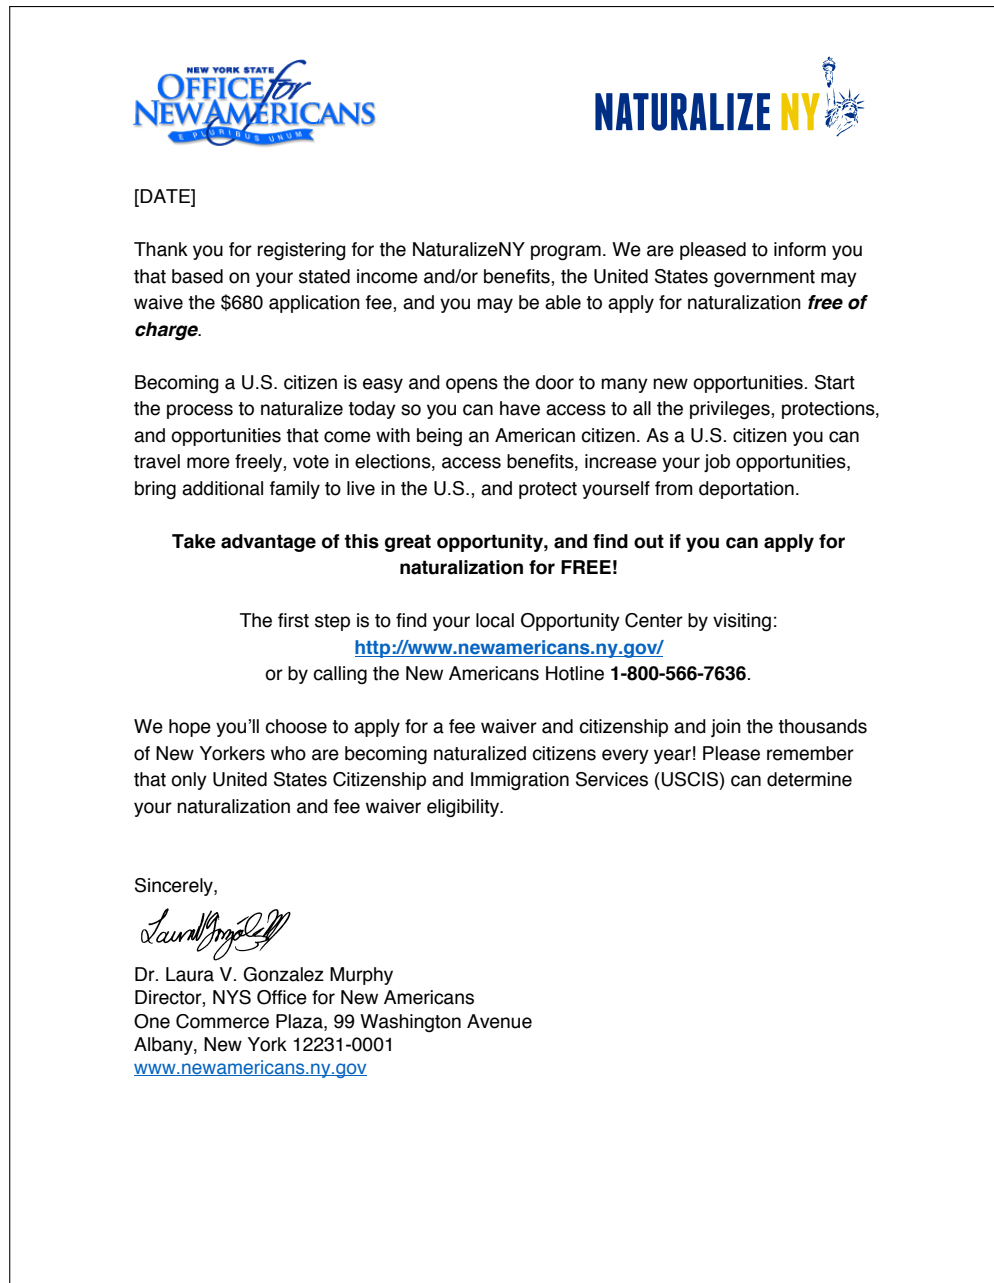 NEW YORK STATE
OFFICE for
NEW AMERICANS
E PLURIBUS UNUM
NATURALIZE NY
[DATE]
Thank you for registering for the NaturalizeNY program. We are pleased to inform you
that based on your stated income and/or benefits, the United States government may
waive the $680 application fee, and you may be able to apply for naturalization free of
charge.
Becoming a U.S. citizen is easy and opens the door to many new opportunities. Start
the process to naturalize today so you can have access to all the privileges, protections,
and opportunities that come with being an American citizen. As a U.S. citizen you can
travel more freely, vote in elections, access benefits, increase your job opportunities,
bring additional family to live in the U.S., and protect yourself from deportation.
Take advantage of this great opportunity, and find out if you can apply for
naturalization for FREE!
The first step is to find your local Opportunity Center by visiting:
http://www.newamericans.ny.gov/
or by calling the New Americans Hotline 1-800-566-7636.
We hope you'll choose to apply for a fee waiver and citizenship and join the thousands
of New Yorkers who are becoming naturalized citizens every year! Please remember
that only United States Citizenship and Immigration Services (USCIS) can determine
your naturalization and fee waiver eligibility.
Sincerely,
Dr. Laura V. Gonzalez Murphy
Director, NYS Office for New Americans
One Commerce Plaza, 99 Washington Avenue
Albany, New York 12231-0001
www.newamericans.ny.gov